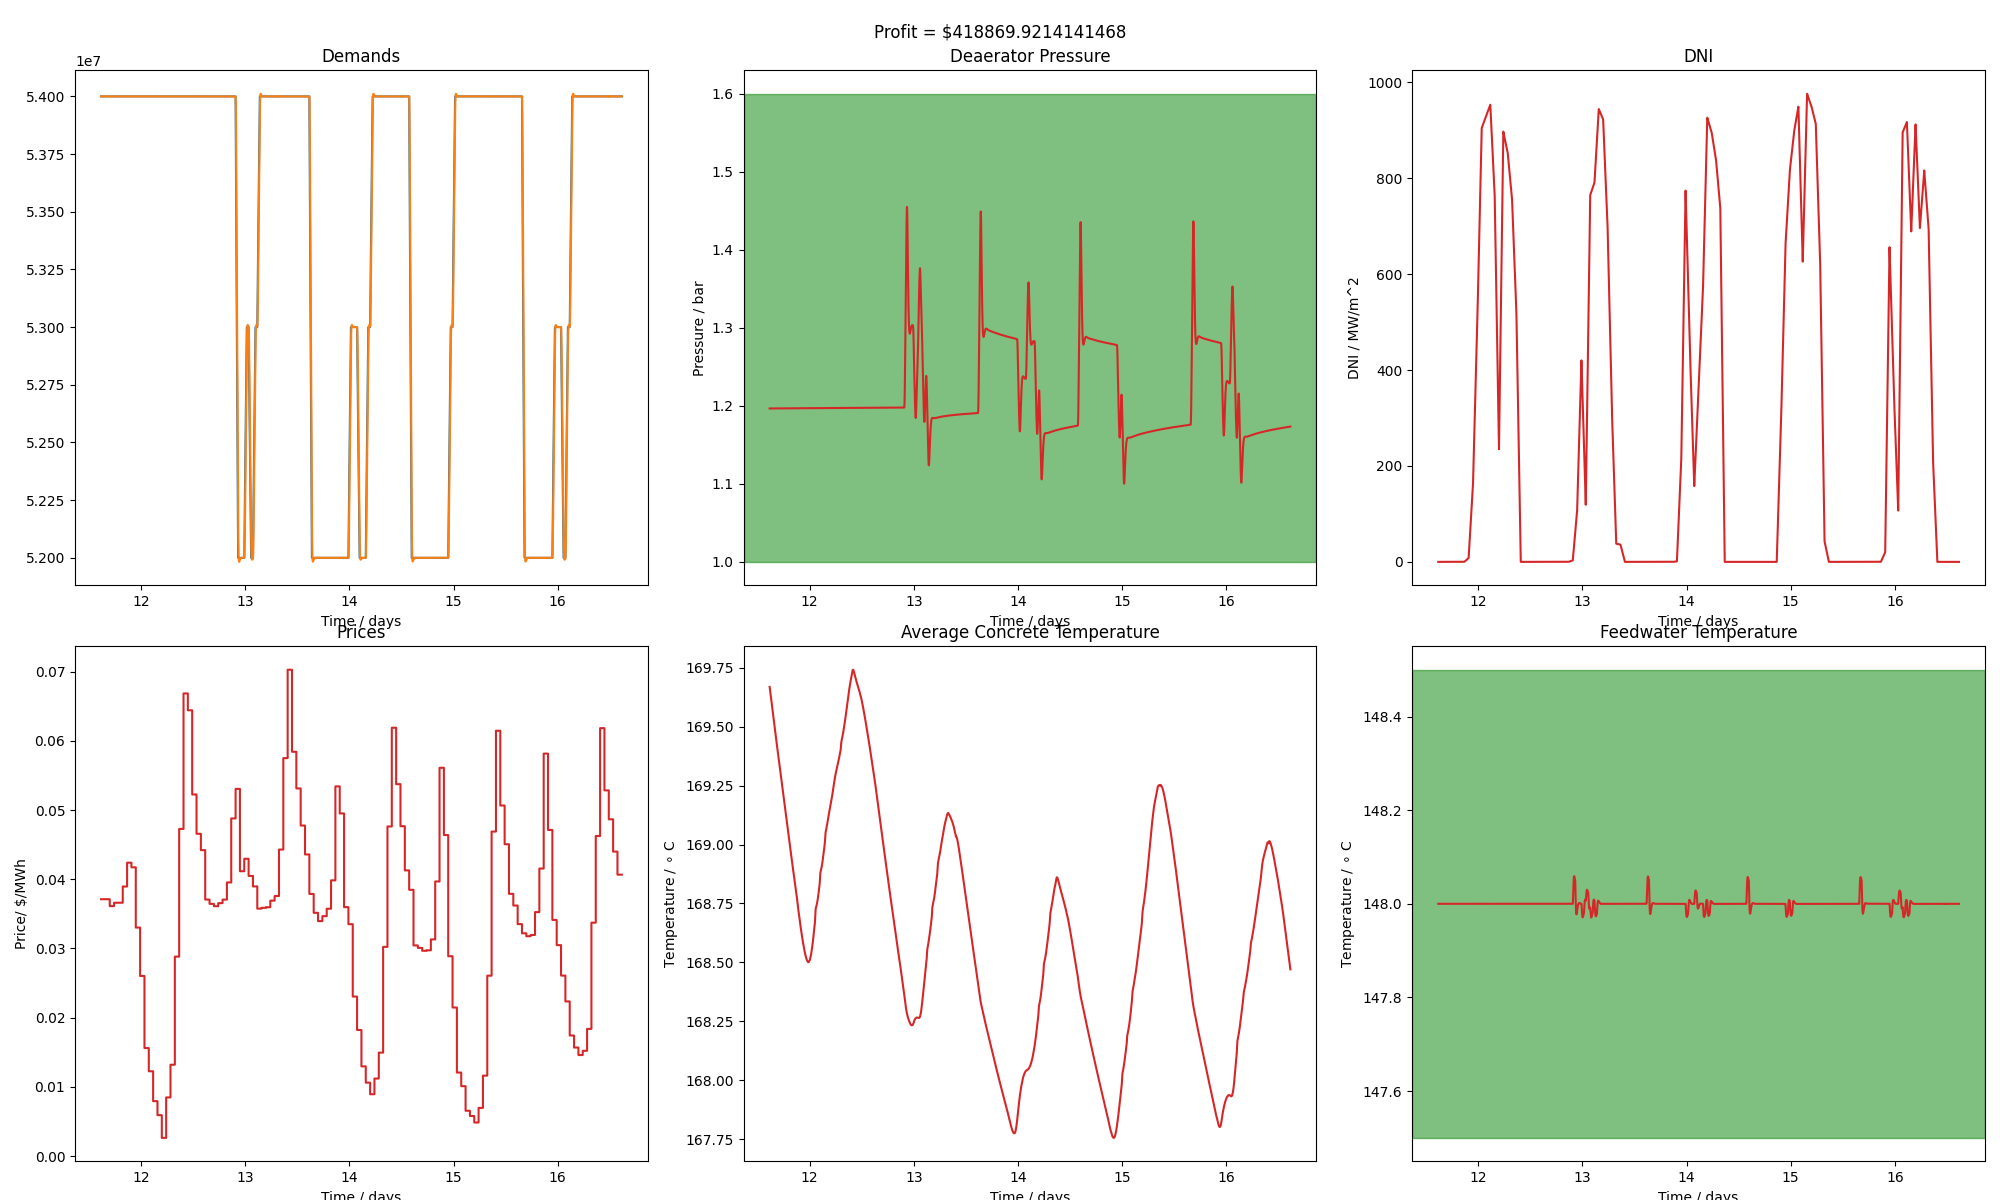 Profit = $418869.9214141468
Demands
1e7
5.400
5.375
5.350
5.325
5.300
5.275
5.250
5.225
5.200
12 13 14 15 16
Time / days
Deaerator Pressure
Pressure / bar
1.6
1.5
1.4
1.3
1.2
1.1
1.0
12 13 14 15 16
Time / days
DNI
DNI / MW/m^2
1000
800
600
400
200
0
12 13 14 15 16
Time / days
Prices
Price/ $/MWh
0.07
0.06
0.05
0.04
0.03
0.02
0.01
0.00
12 13 14 15 16
Time / days
Average Concrete Temperature
Temperature / ∘ C
169.75
169.50
169.25
169.00
168.75
168.50
168.25
168.00
167.75
12 13 14 15 16
Time / days
Feedwater Temperature
Temperature / ∘ C
148.4
148.2
148.0
147.8
147.6
12 13 14 15 16
Time / days